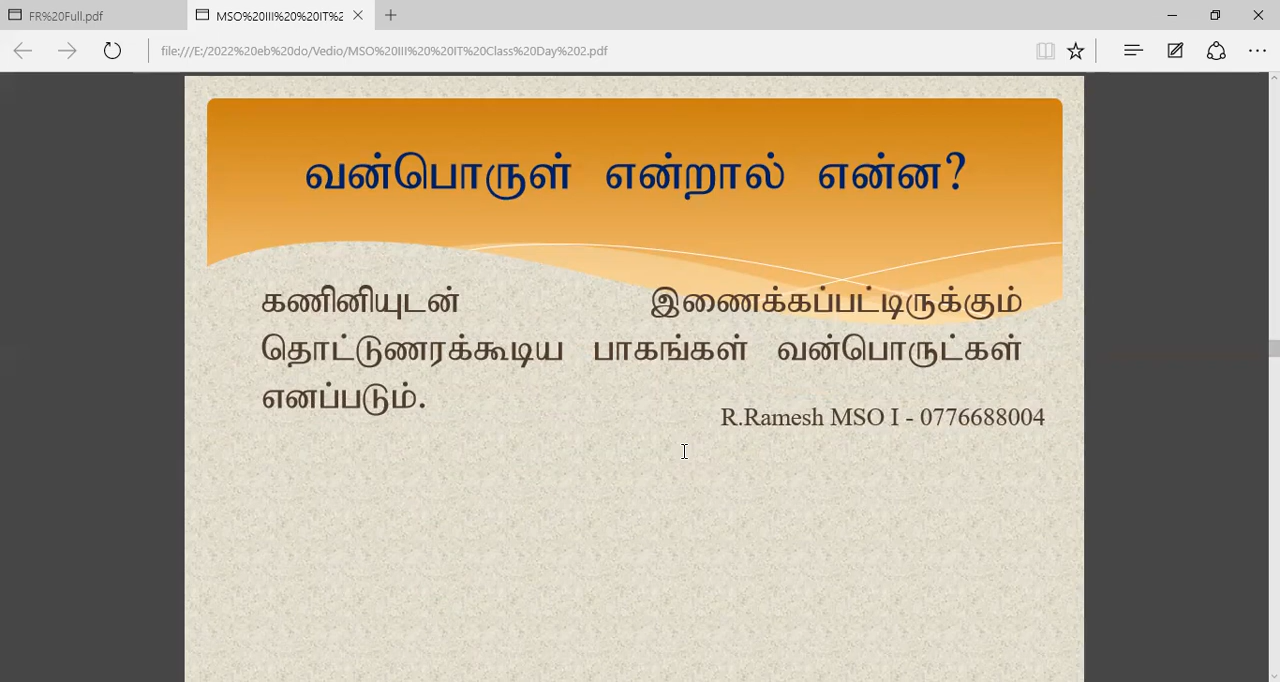 FR%20Full.pdf
MSO%20III%20%20IT%2
file:///E:/2022%20eb%20do/Vedio/MSO%20III%20%20IT%20Class%20Day%202.pdf
வன்பொருள் என்றால் என்ன?
கணினியுடன் இணைக்கப்பட்டிருக்கும்
தொட்டுணரக்கூடிய பாகங்கள் வன்பொருட்கள்
எனப்படும்.
R.Ramesh MSO I - 0776688004